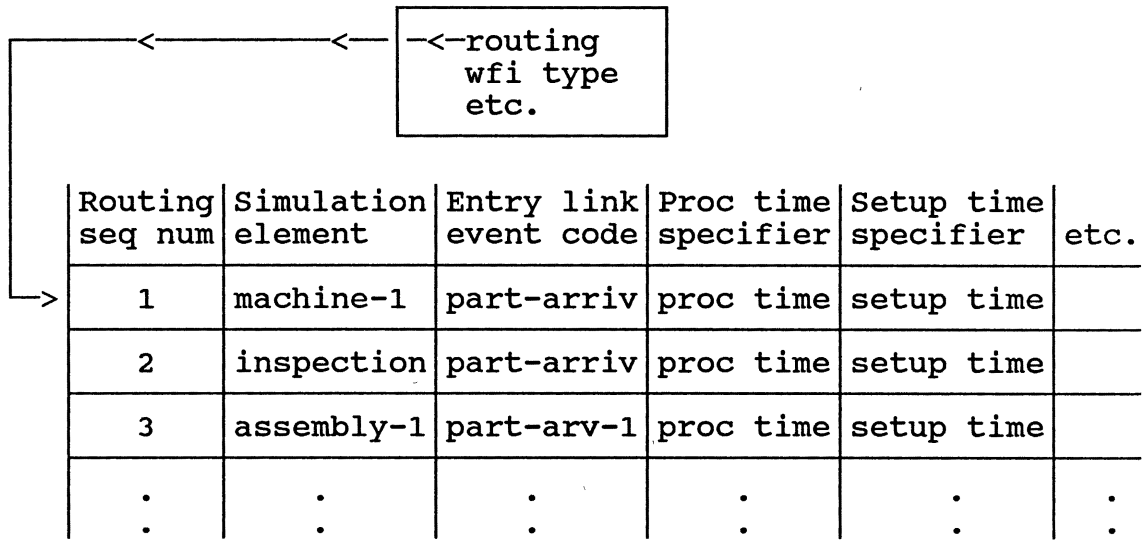 routing
wfi type
etc.
Routing Simulation Entry link Proc time Setup time
seq num element event code specifier specifier etc.
1 machine-1 part-arriv proc time setup time
2 inspection part-arriv proc time setup time
3 assembly-1 part-arv-1 proc time setup time
. . . . . .
. . . . . .